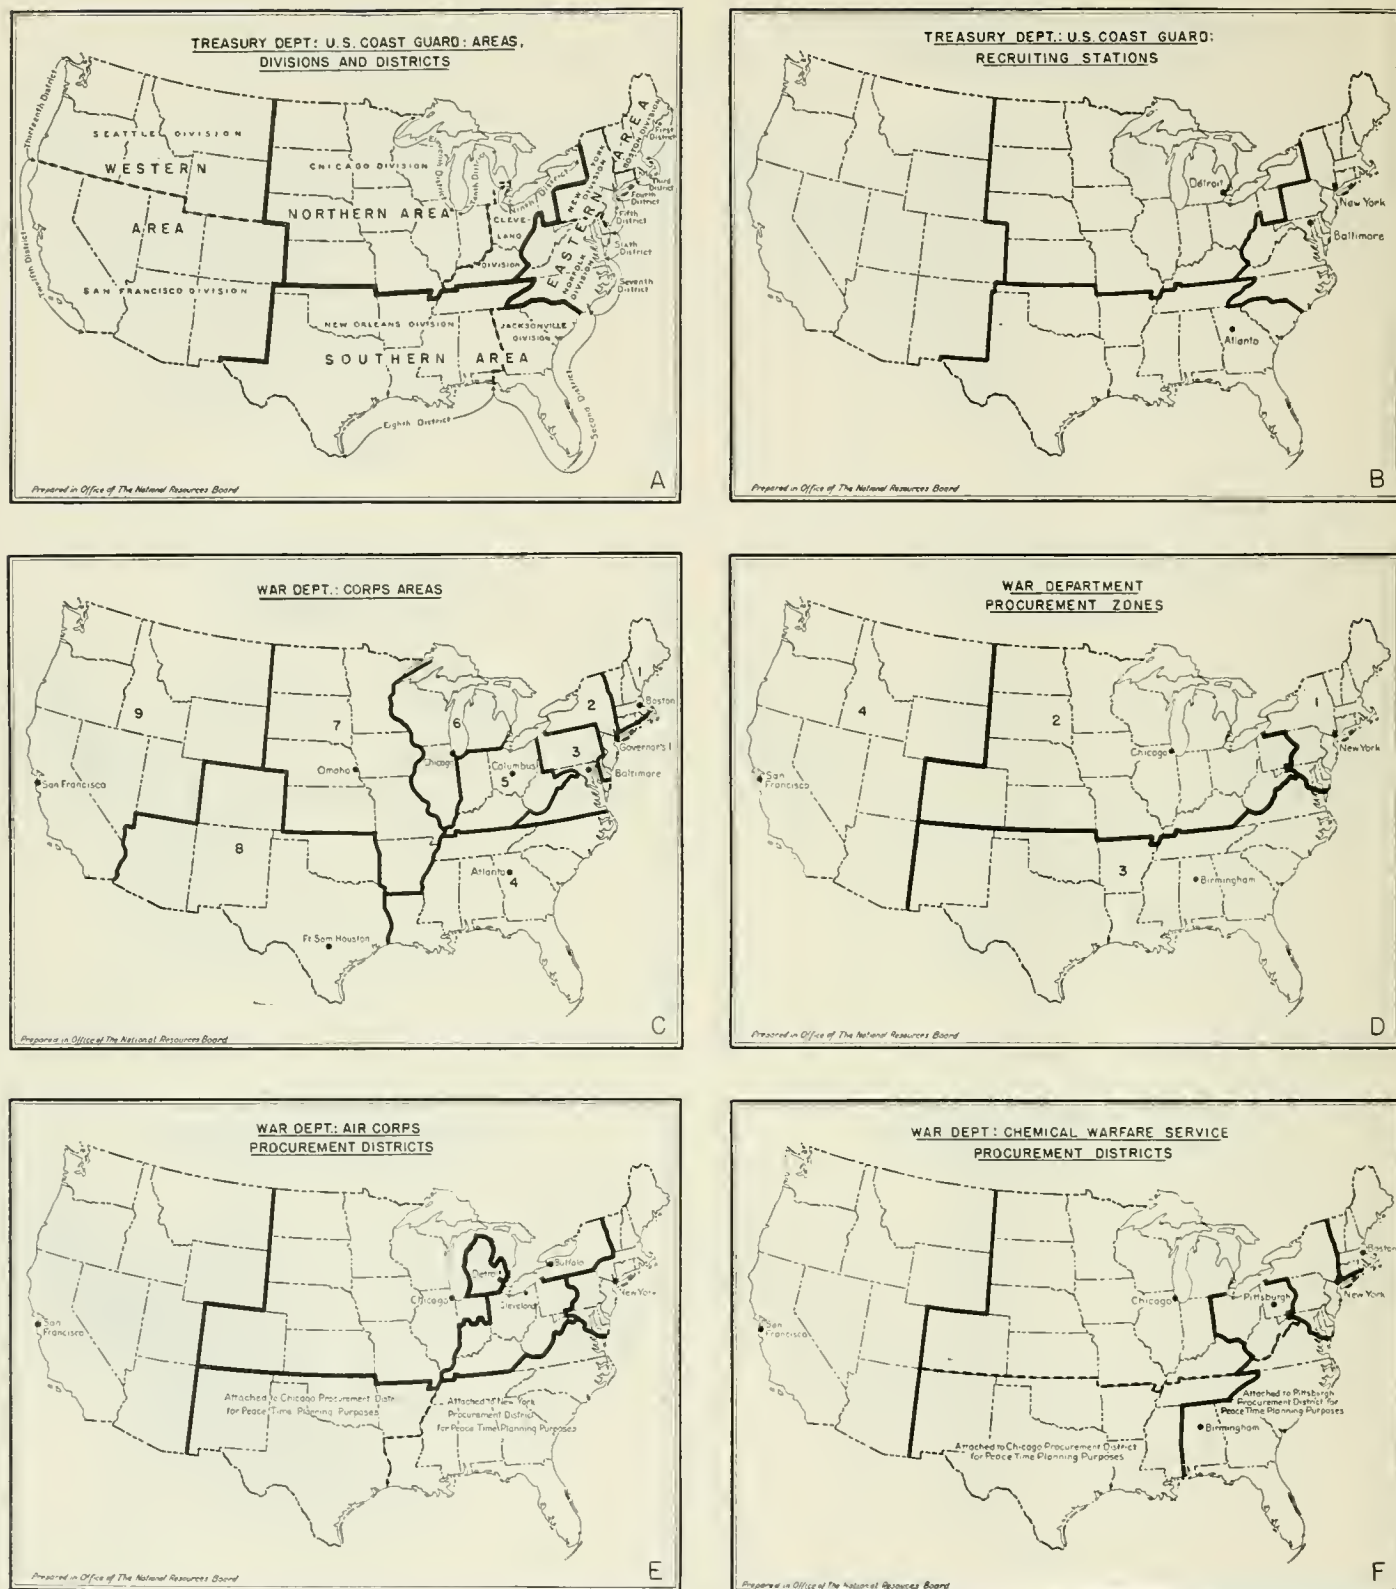 TREASURY DEPT: U.S. COAST GUARD: AREAS,
DIVISIONS AND DISTRICTS
Thirteenth District
SEATTLE DIVISION
WESTERN
AREA
Twelfth District
SAN FRANCISCO DIVISION
CHICAGO DIVISION
NORTHERN AREA
Eleventh District
Tenth District
Ninth District
CLEVE-
LAND
DIVISION
EASTERN AREA
NEW YORK DIVISION
BOSTON DIVISION
NORFOLK DIVISION
First District
Third District
Fourth District
Fifth District
Sixth District
Seventh District
NEW ORLEANS DIVISION
JACKSONVILLE
DIVISION
SOUTHERN AREA
Eighth District
Second District
Prepared in Office of The National Resources Board
A
TREASURY DEPT.: U.S. COAST GUARD:
RECRUITING STATIONS
Detroit
New York
Baltimore
Atlanta
Prepared in Office of The National Resources Board
B
WAR DEPT.: CORPS AREAS
1
Boston
2
Governor's I
3
Baltimore
9
7
6
Omaha
Chicago
Columbus
5
San Francisco
8
Atlanta
4
Ft Sam Houston
Prepared in Office of The National Resources Board
C
WAR DEPARTMENT
PROCUREMENT ZONES
4
2
1
Chicago
New York
San
Francisco
3
Birmingham
Prepared in Office of The National Resources Board
D
WAR DEPT.: AIR CORPS
PROCUREMENT DISTRICTS
Buffalo
Detroit
Chicago
Cleveland
New York
San
Francisco
Attached to Chicago Procurement Dist.
for Peace Time Planning Purposes
Attached to New York
Procurement District
for Peace Time Planning Purposes
Prepared in Office of The National Resources Board
E
WAR DEPT: CHEMICAL WARFARE SERVICE
PROCUREMENT DISTRICTS
Boston
New York
Chicago
Pittsburgh
San
Francisco
Attached to Pittsburgh
Procurement District for
Peace Time Planning Purposes
Birmingham
Attached to Chicago Procurement District
for Peace Time Planning Purposes
Prepared in Office of The National Resources Board
F